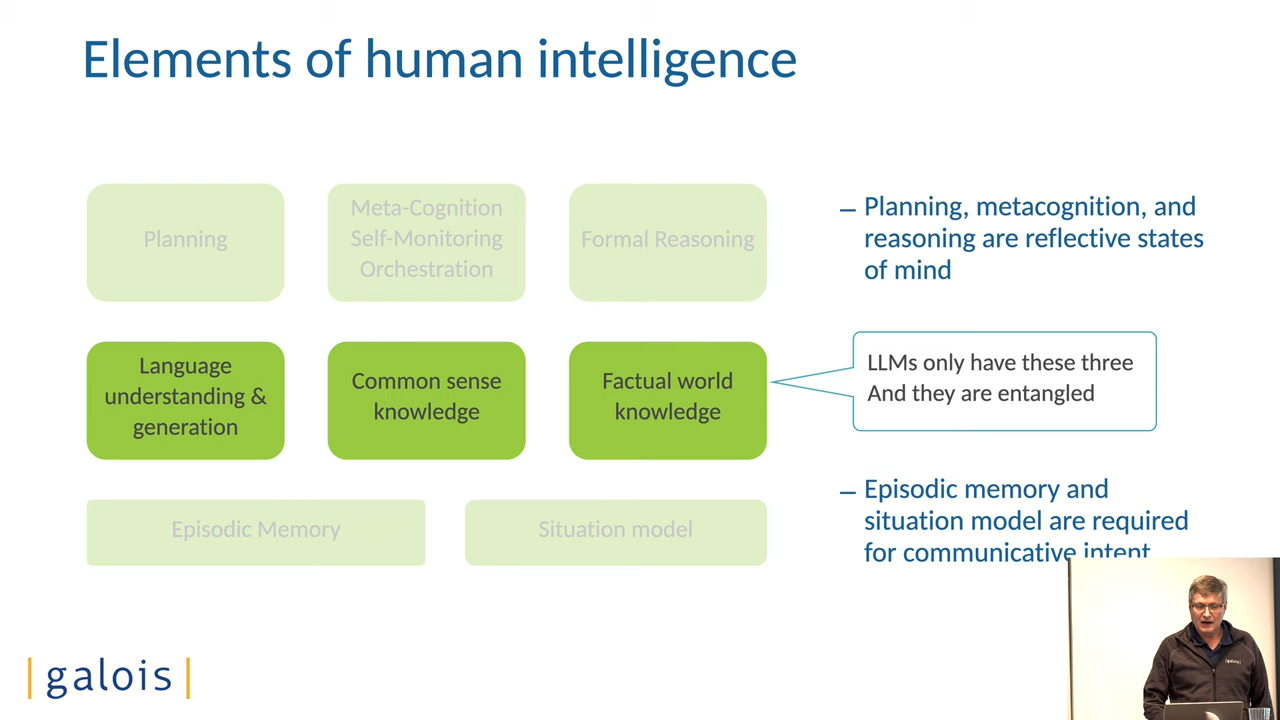 Elements of human intelligence
Planning
Meta-Cognition
Self-Monitoring
Orchestration
Formal Reasoning
– Planning, metacognition, and
reasoning are reflective states
of mind
Language
understanding &
generation
Common sense
knowledge
Factual world
knowledge
LLMs only have these three
And they are entangled
Episodic Memory
Situation model
– Episodic memory and
situation model are required
for communicative intent
|galois|
|galois|